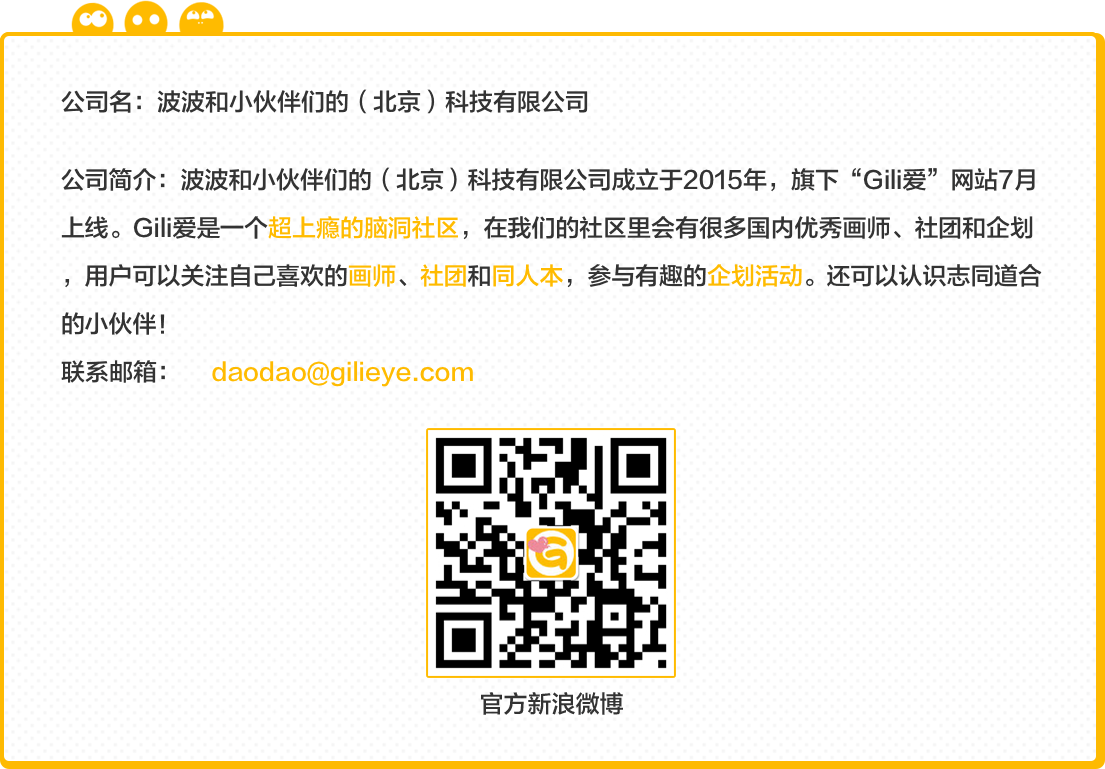 公司名：波波和小伙伴们的（北京）科技有限公司
公司简介：波波和小伙伴们的（北京）科技有限公司成立于2015年，旗下“Gili爱”网站7月
上线。Gili爱是一个超上瘾的脑洞社区，在我们的社区里会有很多国内优秀画师、社团和企划
，用户可以关注自己喜欢的画师、社团和同人本，参与有趣的企划活动。还可以认识志同道合
的小伙伴！
联系邮箱： daodao@gilieye.com
官方新浪微博